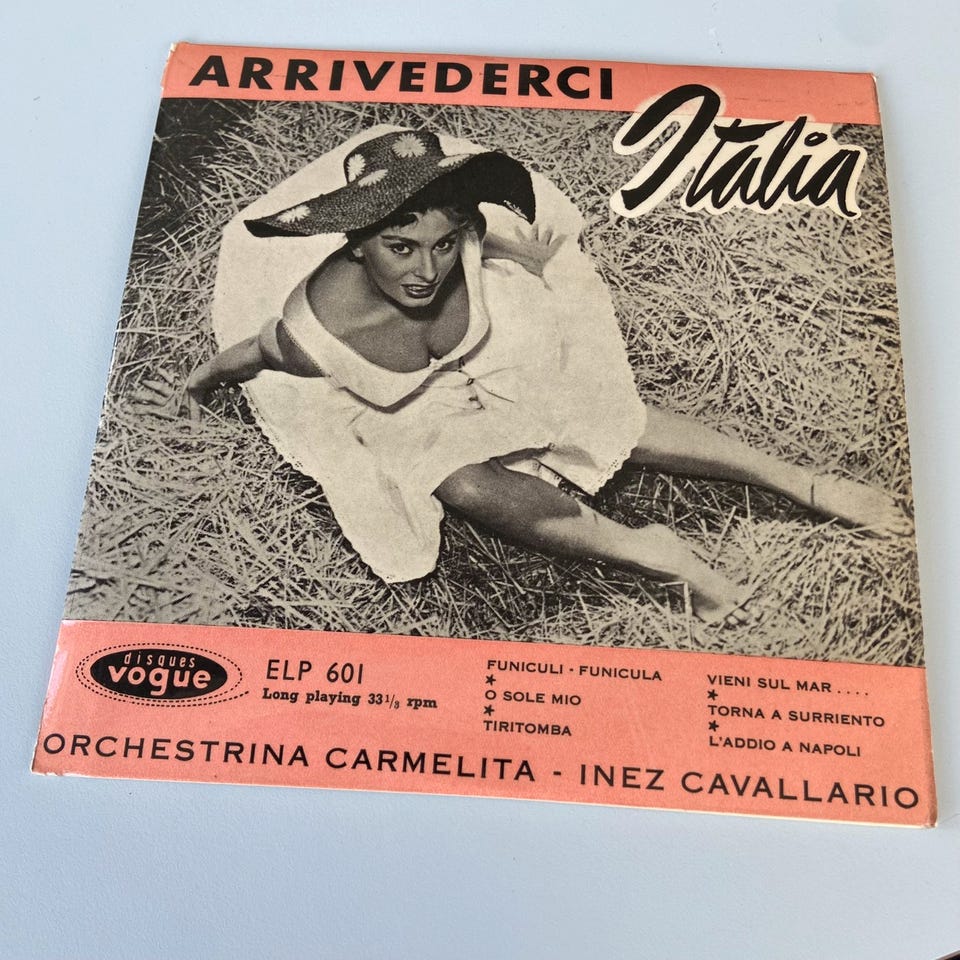 ARRIVEDERCI
Italia
disques
vogue
ELP 601
Long playing 33 1/3 rpm
FUNICULI - FUNICULA
★
O SOLE MIO
★
TIRITOMBA
VIENI SUL MAR ....
★
TORNA A SURRIENTO
★
L'ADDIO A NAPOLI
ORCHESTRINA CARMELITA - INEZ CAVALLARIO